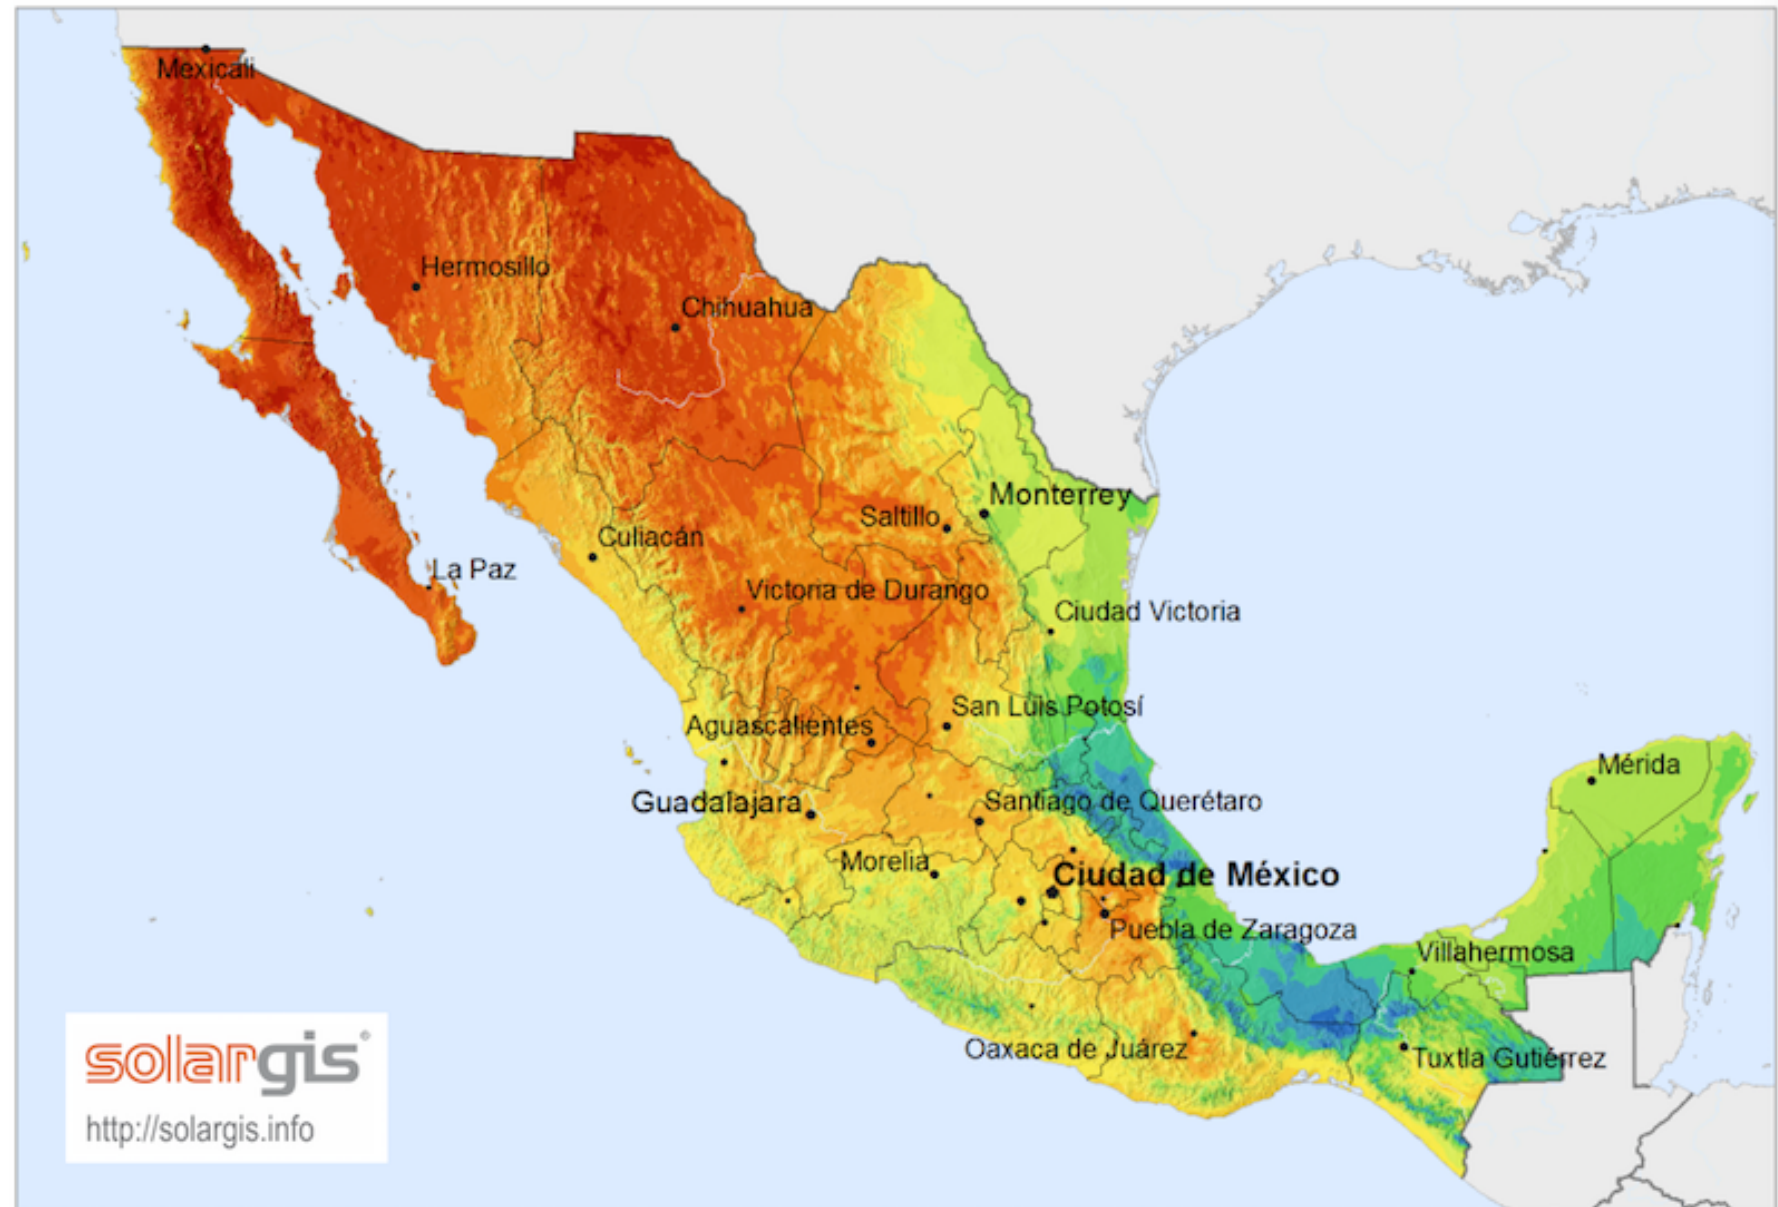 Mexicali
Hermosillo
Chihuahua
Monterrey
Saltillo
Culiacán
La Paz
Victoria de Durango
Ciudad Victoria
San Luis Potosí
Aguascalientes
Mérida
Guadalajara
Santiago de Querétaro
Morelia
Ciudad de México
Puebla de Zaragoza
Villahermosa
Oaxaca de Juárez
Tuxtla Gutiérrez
solargis©
http://solargis.info